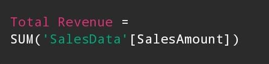 Total Revenue =
SUM('SalesData'[SalesAmount])